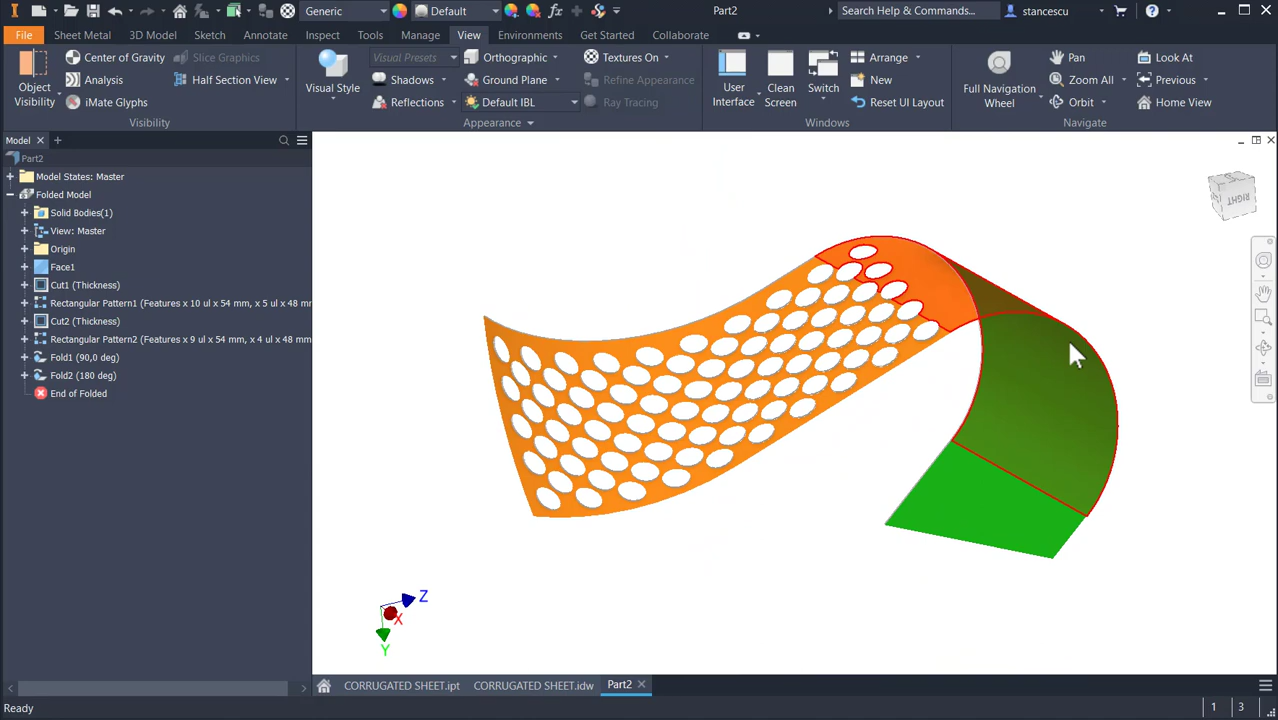 Generic
Default
fx
Part2
Search Help & Commands...
stancescu
File
Sheet Metal
3D Model
Sketch
Annotate
Inspect
Tools
Manage
View
Environments
Get Started
Collaborate
Object
Visibility
Center of Gravity
Analysis
iMate Glyphs
Slice Graphics
Half Section View
Visibility
Visual Style
Visual Presets
Shadows
Reflections
Orthographic
Ground Plane
Default IBL
Textures On
Refine Appearance
Ray Tracing
Appearance
User
Interface
Clean
Screen
Switch
Arrange
New
Reset UI Layout
Windows
Full Navigation
Wheel
Pan
Zoom All
Orbit
Look At
Previous
Home View
Navigate
Model
Part2
Model States: Master
Folded Model
Solid Bodies(1)
View: Master
Origin
Face1
Cut1 (Thickness)
Rectangular Pattern1 (Features x 10 ul x 54 mm, x 5 ul x 48 mm
Cut2 (Thickness)
Rectangular Pattern2 (Features x 9 ul x 54 mm, x 4 ul x 48 mm
Fold1 (90,0 deg)
Fold2 (180 deg)
End of Folded
RIGHT
Z
X
Y
CORRUGATED SHEET.ipt
CORRUGATED SHEET.idw
Part2
Ready
1
3